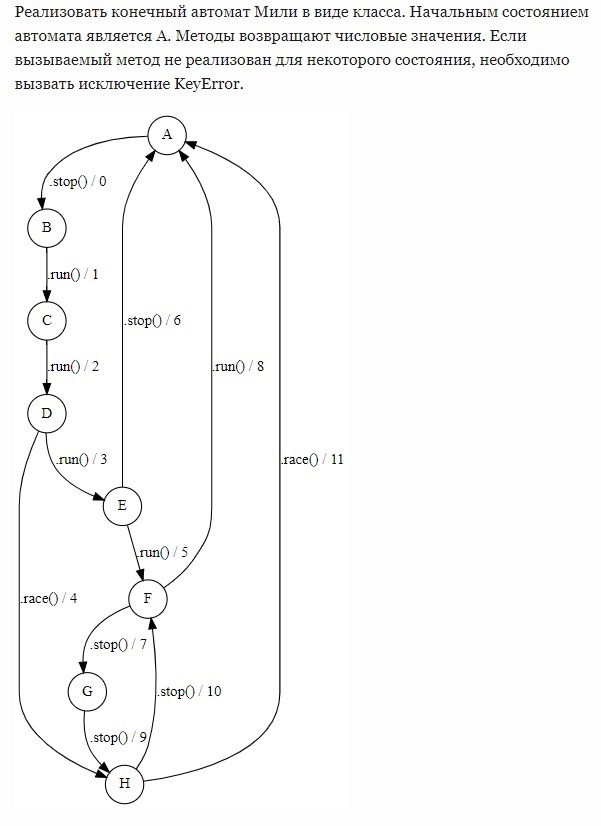 Реализовать конечный автомат Мили в виде класса. Начальным состоянием
автомата является A. Методы возвращают числовые значения. Если
вызываемый метод не реализован для некоторого состояния, необходимо
вызвать исключение KeyError.
A
.stop() / 0
B
.run() / 1
C
.stop() / 6
.run() / 2
.run() / 8
D
.run() / 3
.race() / 11
E
.run() / 5
.race() / 4
F
.stop() / 7
G
.stop() / 10
.stop() / 9
H